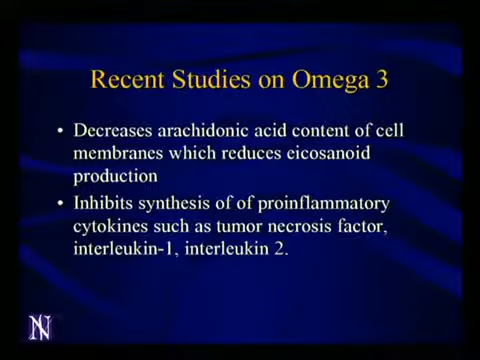 Recent Studies on Omega 3
• Decreases arachidonic acid content of cell
membranes which reduces eicosanoid
production
• Inhibits synthesis of of proinflammatory
cytokines such as tumor necrosis factor,
interleukin-1, interleukin 2.
N